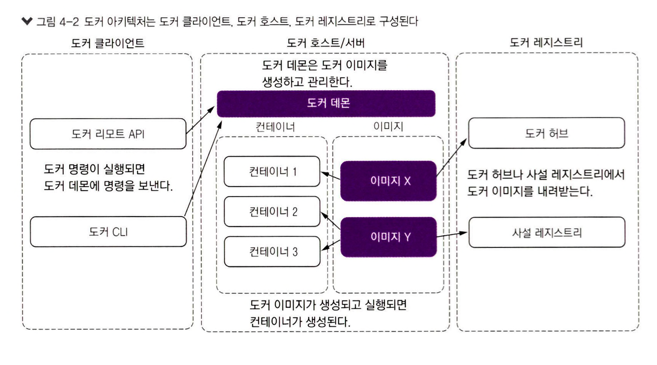 그림 4-2 도커 아키텍처는 도커 클라이언트, 도커 호스트, 도커 레지스트리로 구성된다
도커 클라이언트
도커 리모트 API
도커 명령이 실행되면
도커 데몬에 명령을 보낸다.
도커 CLI
도커 호스트/서버
도커 데몬은 도커 이미지를
생성하고 관리한다.
도커 데몬
컨테이너
이미지
컨테이너 1
컨테이너 2
컨테이너 3
이미지 X
이미지 Y
도커 이미지가 생성되고 실행되면
컨테이너가 생성된다.
도커 레지스트리
도커 허브
도커 허브나 사설 레지스트리에서
도커 이미지를 내려받는다.
사설 레지스트리